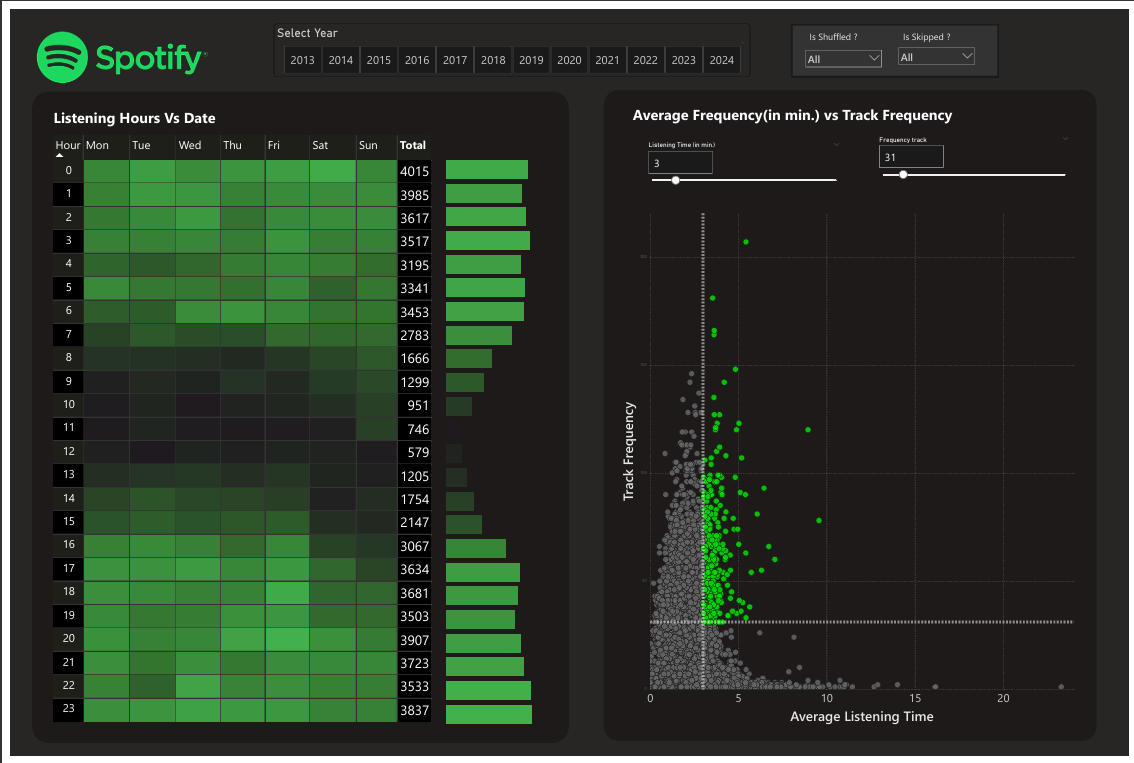 Spotify
Select Year
2013 2014 2015 2016 2017 2018 2019 2020 2021 2022 2023 2024
Is Shuffled ? Is Skipped ?
All All
Listening Hours Vs Date
Hour Mon Tue Wed Thu Fri Sat Sun Total
0 4015
1 3985
2 3617
3 3517
4 3195
5 3341
6 3453
7 2783
8 1666
9 1299
10 951
11 746
12 579
13 1205
14 1754
15 2147
16 3067
17 3634
18 3681
19 3503
20 3907
21 3723
22 3533
23 3837
Average Frequency(in min.) vs Track Frequency
Listening Time (in min.) Frequency track
3 31
Track Frequency
0 5 10 15 20
Average Listening Time